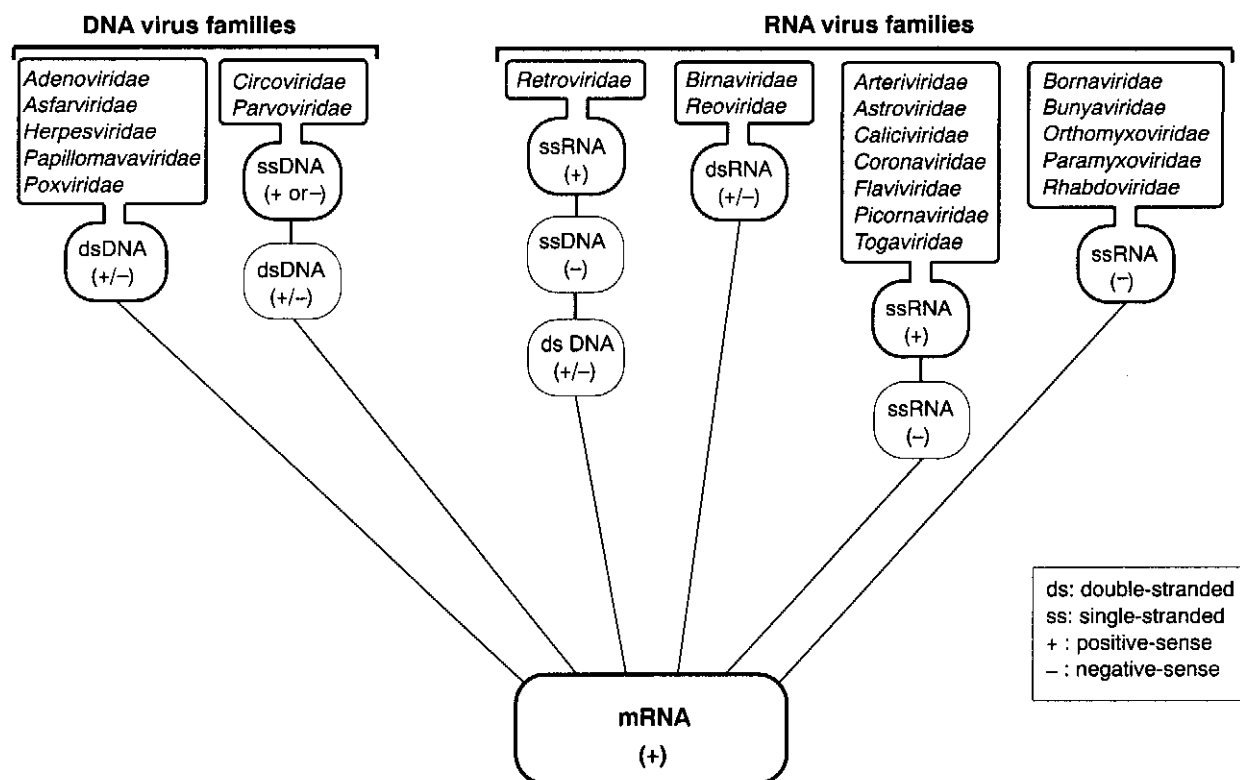 DNA virus families
RNA virus families
Adenoviridae
Asfarviridae
Herpesviridae
Papillomavaviridae
Poxviridae
dsDNA
(+/–)
Circoviridae
Parvoviridae
ssDNA
(+ or–)
dsDNA
(+/–)
Retroviridae
ssRNA
(+)
ssDNA
(–)
ds DNA
(+/–)
Birnaviridae
Reoviridae
dsRNA
(+/–)
Arteriviridae
Astroviridae
Caliciviridae
Coronaviridae
Flaviviridae
Picornaviridae
Togaviridae
ssRNA
(+)
ssRNA
(–)
Bornaviridae
Bunyaviridae
Orthomyxoviridae
Paramyxoviridae
Rhabdoviridae
ssRNA
(–)
mRNA
(+)
ds: double-stranded
ss: single-stranded
+ : positive-sense
– : negative-sense